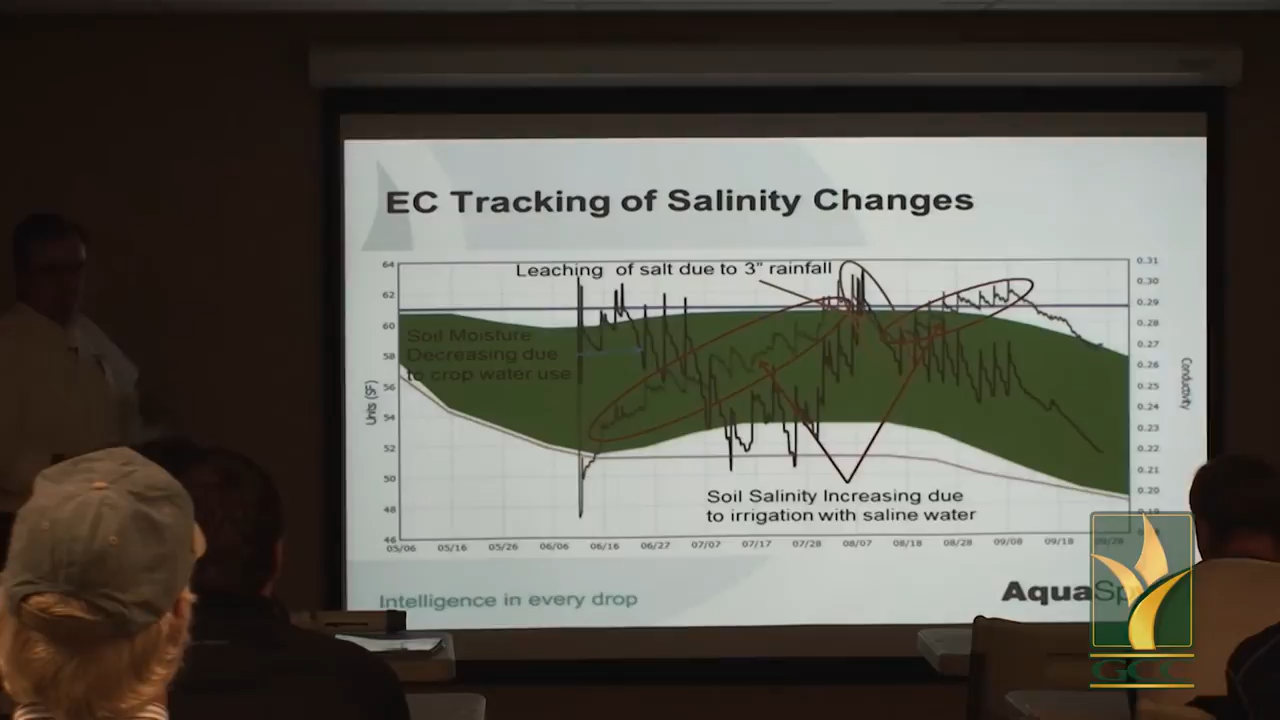 EC Tracking of Salinity Changes
Leaching of salt due to 3" rainfall
Soil Moisture
Decreasing due
to crop water use
Soil Salinity Increasing due
to irrigation with saline water
Units (SF)
64
62
60
58
56
54
52
50
48
46
0.31
0.30
0.29
0.28
0.27
0.26
0.25
0.24
0.23
0.22
0.21
0.20
Conductivity
05/06 05/16 05/26 06/06 06/16 06/27 07/07 07/17 07/28 08/07 08/18 08/28 09/08 09/18 09/28
Intelligence in every drop
AquaSp
GCC